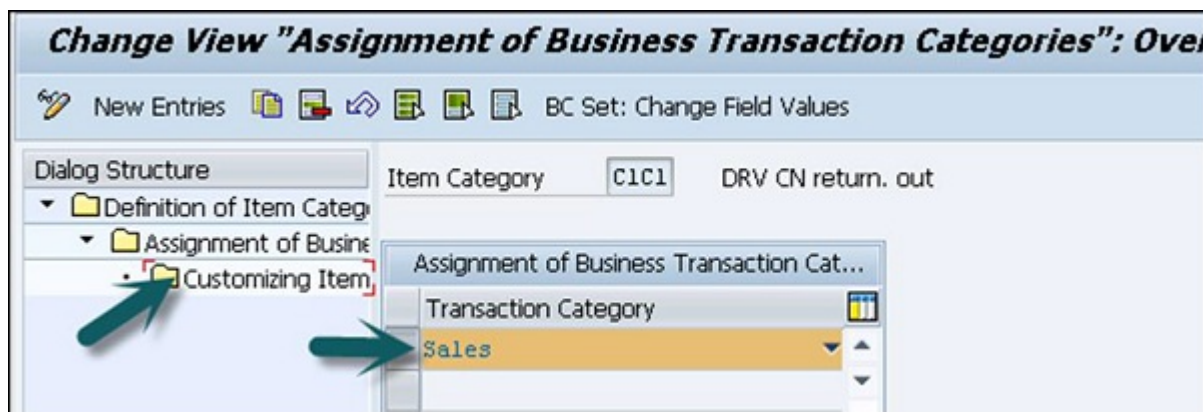 Change View "Assignment of Business Transaction Categories": Over
New Entries BC Set: Change Field Values
Dialog Structure
Definition of Item Categ
Assignment of Busine
Customizing Item
Item Category C1C1 DRV CN return. out
Assignment of Business Transaction Cat...
Transaction Category
Sales